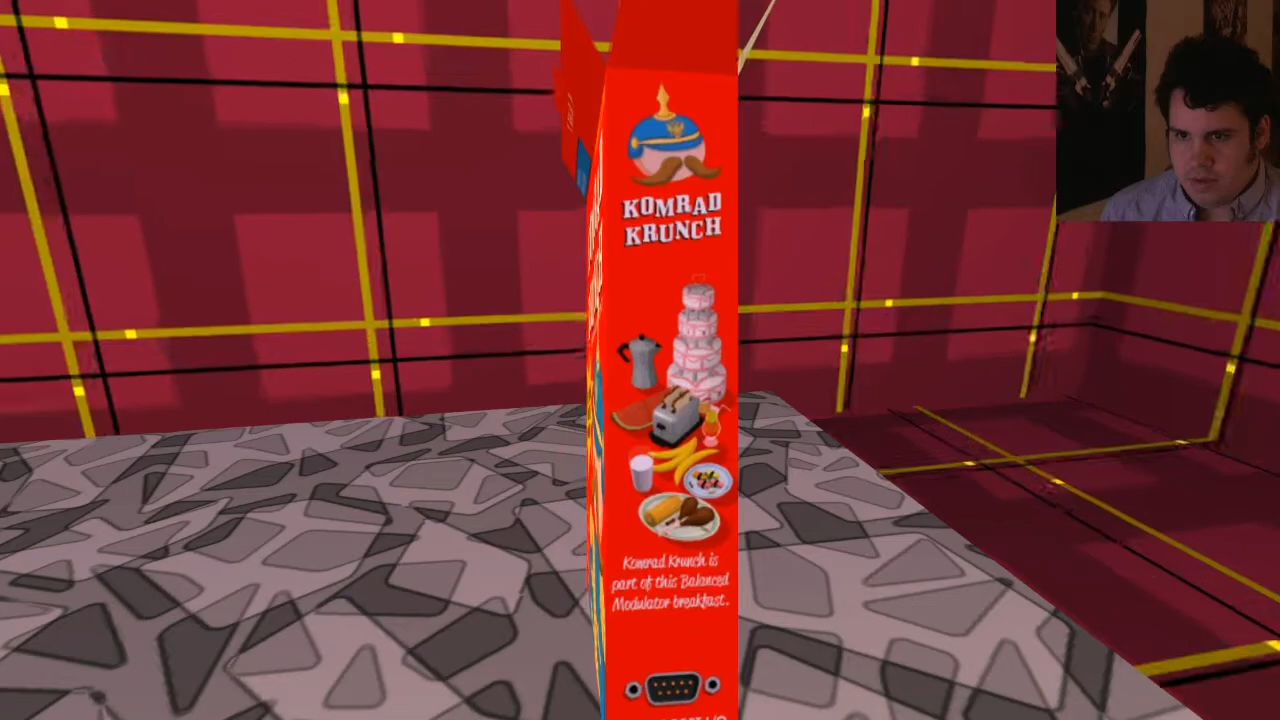 KOMRAD
KRUNCH
Komrad Krunch is
part of this Balanced
Modulator breakfast.